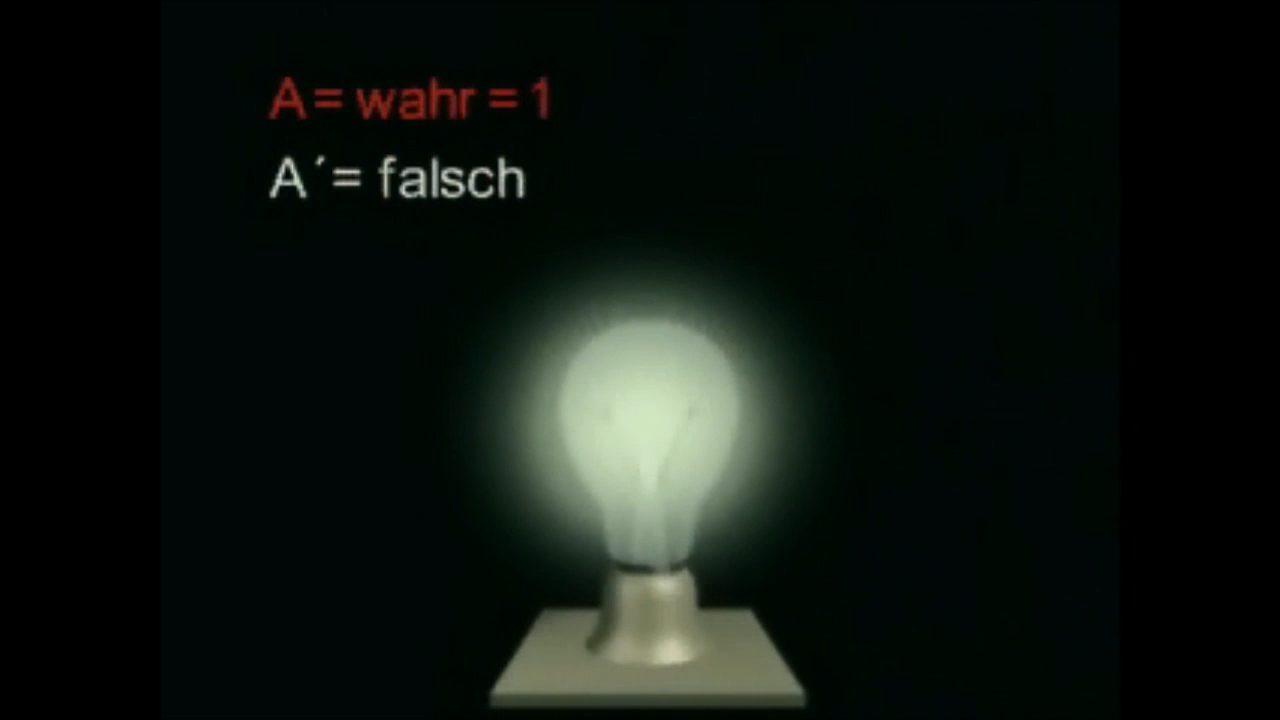 A = wahr = 1
A´= falsch